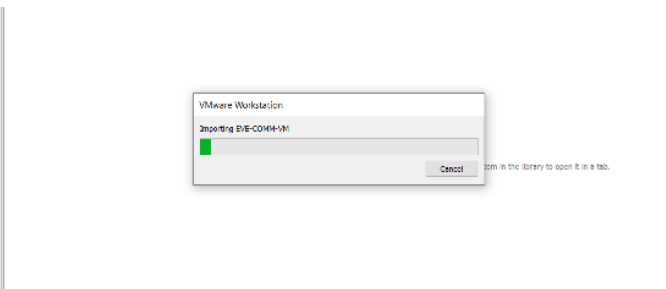 VMware Workstation
Importing EVE-COMM-VM
Cancel
tem in the library to open it in a tab.